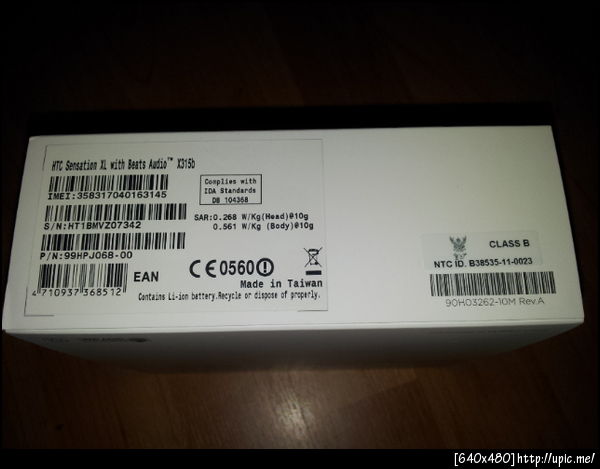 HTC Sensation XL with Beats Audio™ X315b
IMEI:358317040163145
Complies with
IDA Standards
DB 104368
S/N:HT1BMVZ07342
SAR:0.268 W/Kg(Head)@10g
0.561 W/Kg (Body)@10g
P/N:99HPJ068-00
4 710937 368512
EAN
CE0560!
Made in Taiwan
Contains Li-ion battery.Recycle or dispose of properly.
CLASS B
NTC ID. B38535-11-0023
90H03262-10M Rev.A
[640x480]http://upic.me/